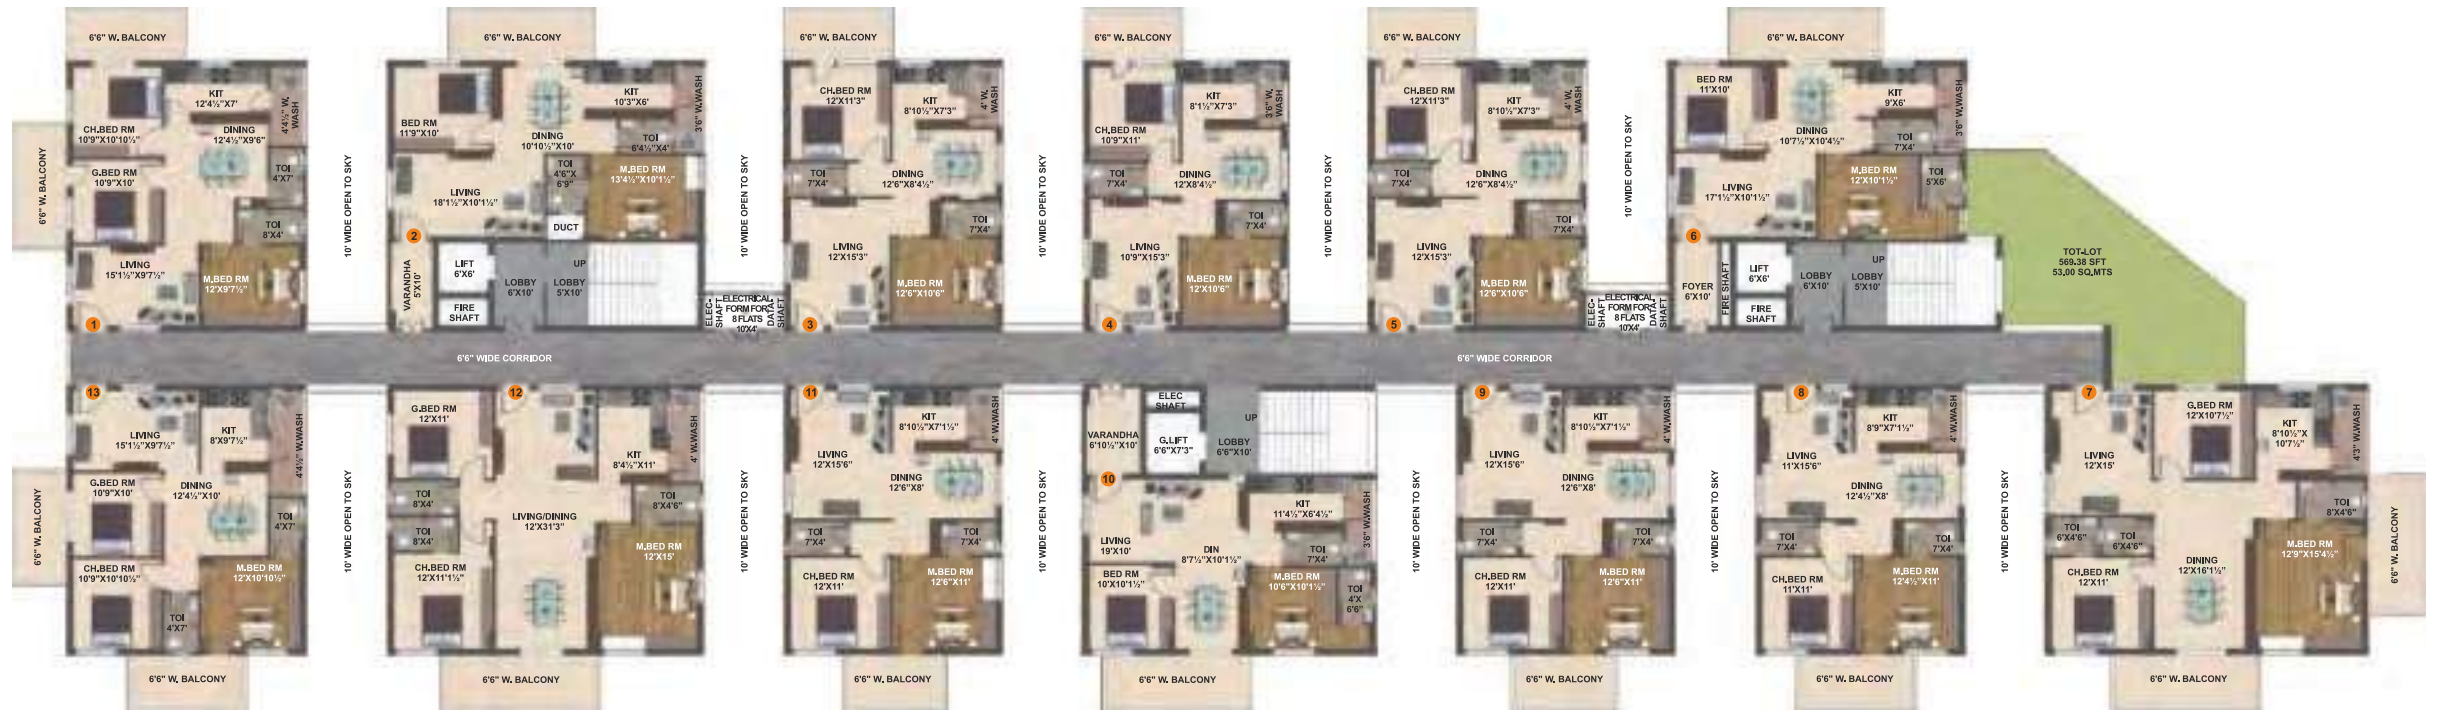 6'6" W. BALCONY
6'6" W. BALCONY
CH.BED RM
10'9"X10'10½"
KIT
12'4½"X7'
4'4½" W.
WASH
DINING
12'4½"X9'6"
G.BED RM
10'9"X10'
TOI
4'X7'
TOI
8'X4'
LIVING
15'1½"X9'7½"
M.BED RM
12'X9'7½"
1
10' WIDE OPEN TO SKY
6'6" W. BALCONY
BED RM
11'9"X10'
KIT
10'3"X6'
3'6" W.WASH
DINING
10'10½"X10'
TOI
6'4½"X4'
TOI
4'6"X
6'9"
M.BED RM
13'4½"X10'1½"
LIVING
18'1½"X10'1½"
DUCT
2
VARANDHA
5'X10'
LIFT
6'X6'
FIRE
SHAFT
LOBBY
6'X10'
UP
LOBBY
5'X10'
10' WIDE OPEN TO SKY
ELEC-
SHAFT
ELECTRICAL
FORM FOR
8 FLATS
10'X4'
DATA-
SHAFT
6'6" W. BALCONY
CH.BED RM
12'X11'3"
KIT
8'10½"X7'3"
4' W.
WASH
TOI
7'X4'
DINING
12'6"X8'4½"
TOI
7'X4'
LIVING
12'X15'3"
M.BED RM
12'6"X10'6"
3
10' WIDE OPEN TO SKY
6'6" W. BALCONY
CH.BED RM
10'9"X11'
KIT
8'1½"X7'3"
3'6" W.
WASH
TOI
7'X4'
DINING
12'X8'4½"
TOI
7'X4'
LIVING
10'9"X15'3"
M.BED RM
12'X10'6"
4
10' WIDE OPEN TO SKY
6'6" W. BALCONY
CH.BED RM
12'X11'3"
KIT
8'10½"X7'3"
4' W.
WASH
TOI
7'X4'
DINING
12'6"X8'4½"
TOI
7'X4'
LIVING
12'X15'3"
M.BED RM
12'6"X10'6"
5
10' WIDE OPEN TO SKY
ELEC-
SHAFT
ELECTRICAL
FORM FOR
8 FLATS
10'X4'
DATA-
SHAFT
6'6" W. BALCONY
BED RM
11'X10'
KIT
9'X6'
3'6" W.WASH
DINING
10'7½"X10'4½"
TOI
7'X4'
M.BED RM
12'X10'1½"
TOI
5'X6'
LIVING
17'1½"X10'1½"
6
FOYER
6'X10'
FIRE SHAFT
LIFT
6'X6'
FIRE
SHAFT
LOBBY
6'X10'
UP
LOBBY
5'X10'
TOT-LOT
569.38 SFT
53.00 SQ.MTS
6'6" WIDE CORRIDOR
6'6" WIDE CORRIDOR
13
LIVING
15'1½"X9'7½"
KIT
8'X9'7½"
4'4½" W.WASH
G.BED RM
10'9"X10'
DINING
12'4½"X10'
TOI
4'X7'
CH.BED RM
10'9"X10'10½"
TOI
4'X7'
M.BED RM
12'X10'10½"
6'6" W. BALCONY
6'6" W. BALCONY
10' WIDE OPEN TO SKY
12
G.BED RM
12'X11'
KIT
8'4½"X11'
4' W.WASH
TOI
8'X4'
TOI
8'X4'
TOI
8'X4'6"
LIVING/DINING
12'X31'3"
CH.BED RM
12'X11'1½"
M.BED RM
12'X15'
6'6" W. BALCONY
10' WIDE OPEN TO SKY
11
LIVING
12'X15'6"
KIT
8'10½"X7'1½"
4' W.WASH
DINING
12'6"X8'
TOI
7'X4'
TOI
7'X4'
CH.BED RM
12'X11'
M.BED RM
12'6"X11'
6'6" W. BALCONY
10' WIDE OPEN TO SKY
VARANDHA
6'10½"X10'
ELEC
SHAFT
G.LIFT
6'6"X7'3"
UP
LOBBY
6'6"X10'
10
KIT
11'4½"X6'4½"
3'6" W.WASH
LIVING
19'X10'
DIN
8'7½"X10'1½"
TOI
7'X4'
BED RM
10'X10'1½"
M.BED RM
10'6"X10'1½"
TOI
4'X
6'6"
6'6" W. BALCONY
10' WIDE OPEN TO SKY
9
LIVING
12'X15'6"
KIT
8'10½"X7'1½"
4' W.WASH
DINING
12'6"X8'
TOI
7'X4'
TOI
7'X4'
CH.BED RM
12'X11'
M.BED RM
12'6"X11'
6'6" W. BALCONY
10' WIDE OPEN TO SKY
8
LIVING
11'X15'6"
KIT
8'9"X7'1½"
4' W.WASH
DINING
12'4½"X8'
TOI
7'X4'
TOI
7'X4'
CH.BED RM
11'X11'
M.BED RM
12'4½"X11'
6'6" W. BALCONY
10' WIDE OPEN TO SKY
7
G.BED RM
12'X10'7½"
KIT
8'10½"X
10'7½"
4'3" W.WASH
LIVING
12'X15'
TOI
8'X4'6"
TOI
6'X4'6"
TOI
6'X4'6"
M.BED RM
12'9"X15'4½"
DINING
12'X16'1½"
CH.BED RM
12'X11'
6'6" W. BALCONY
6'6" W. BALCONY